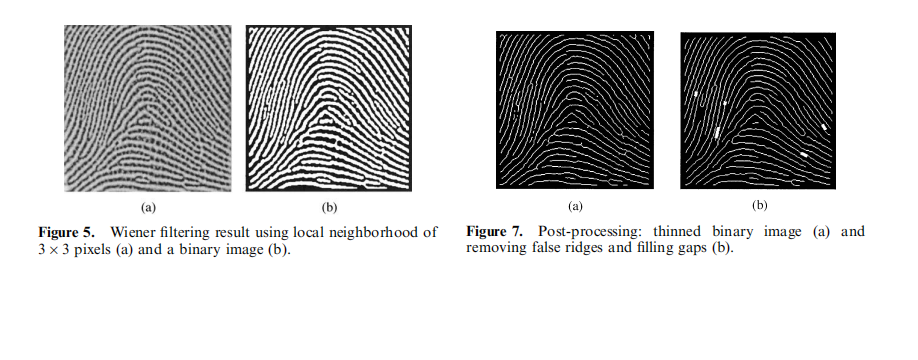 (a)
(b)
Figure 5. Wiener filtering result using local neighborhood of
3 × 3 pixels (a) and a binary image (b).
(a)
(b)
Figure 7. Post-processing: thinned binary image (a) and
removing false ridges and filling gaps (b).